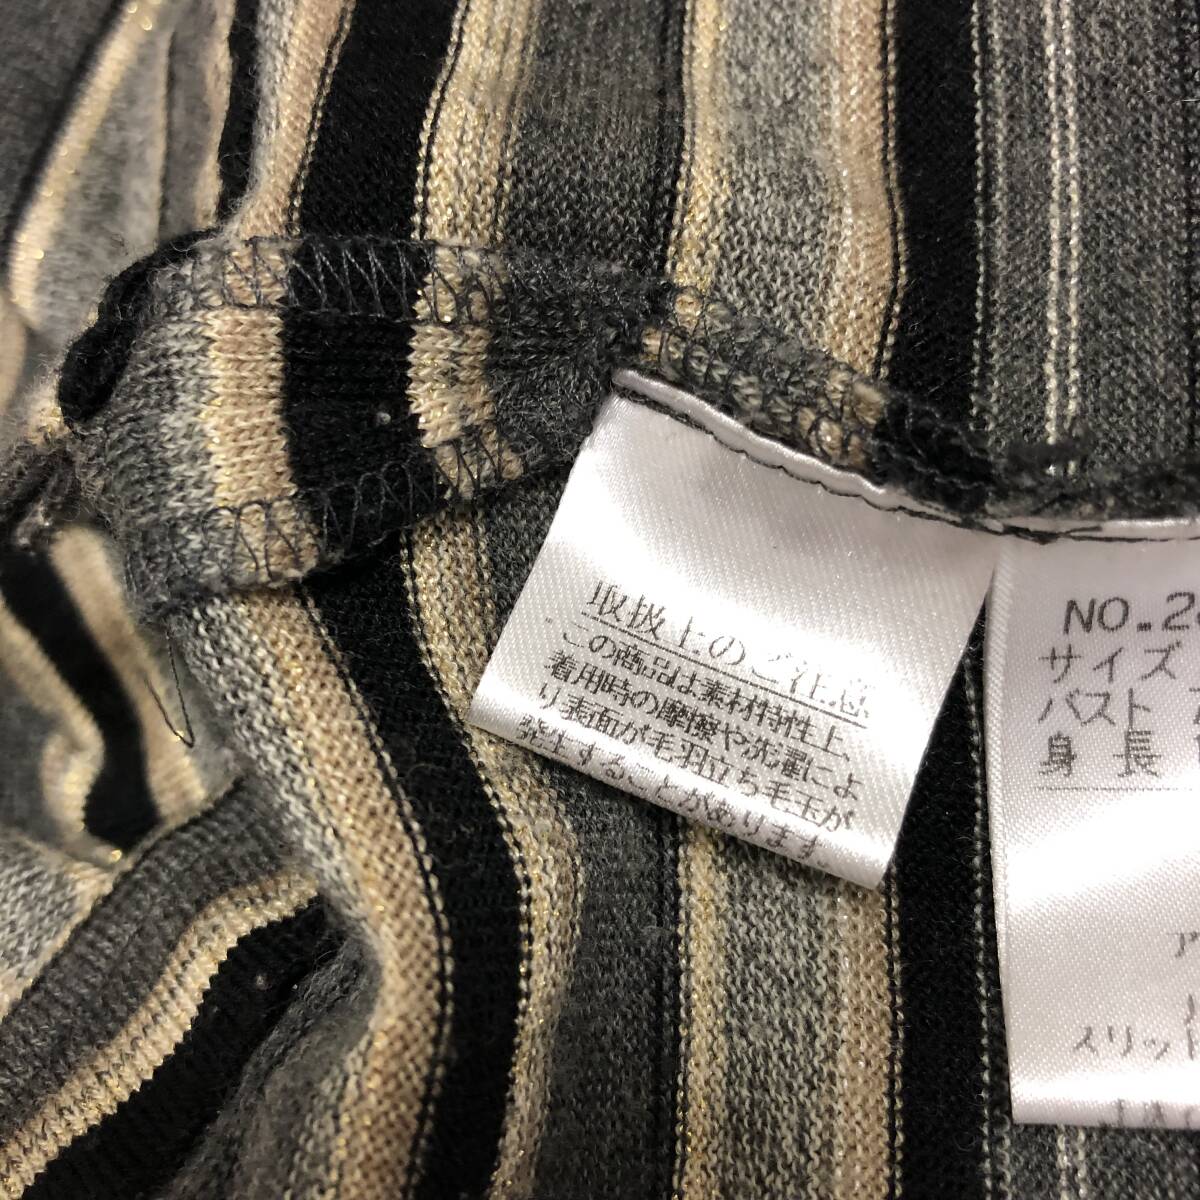 取扱上のご注意
この商品は素材特性上、
着用時の摩擦や洗濯によ
り表面が毛羽立ち毛玉が
発生することがあります。
NO.2
サイズ
バスト
身長
ア
スリット